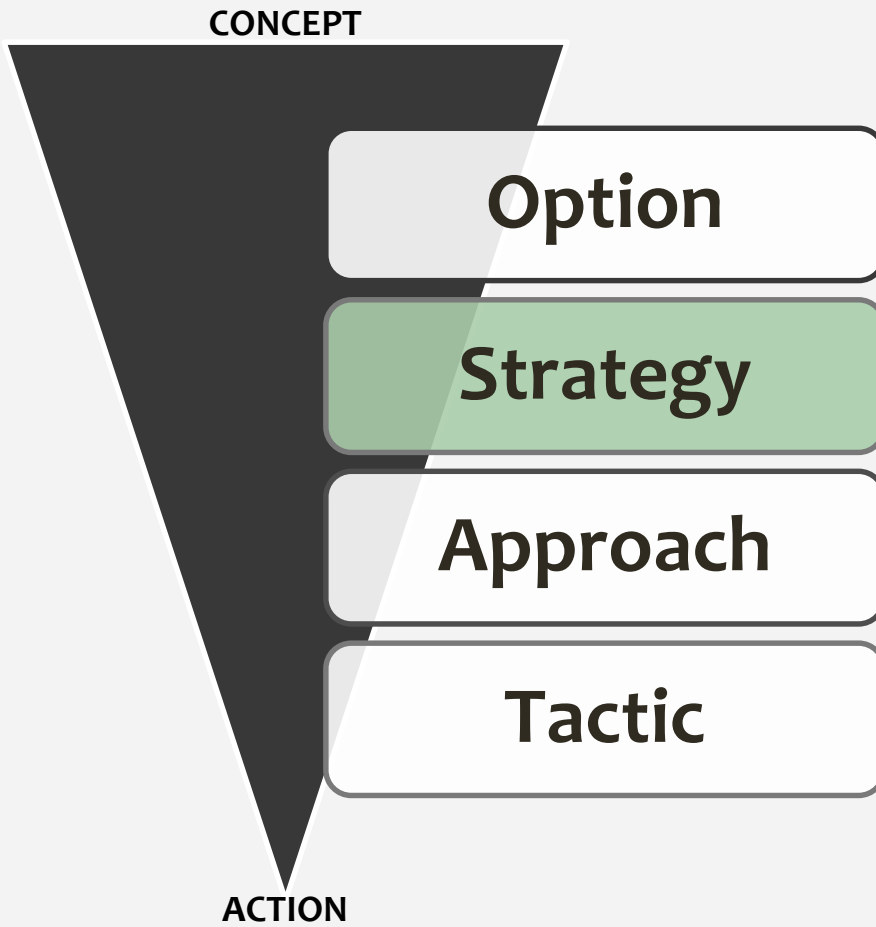 CONCEPT
Option
Strategy
Approach
Tactic
ACTION